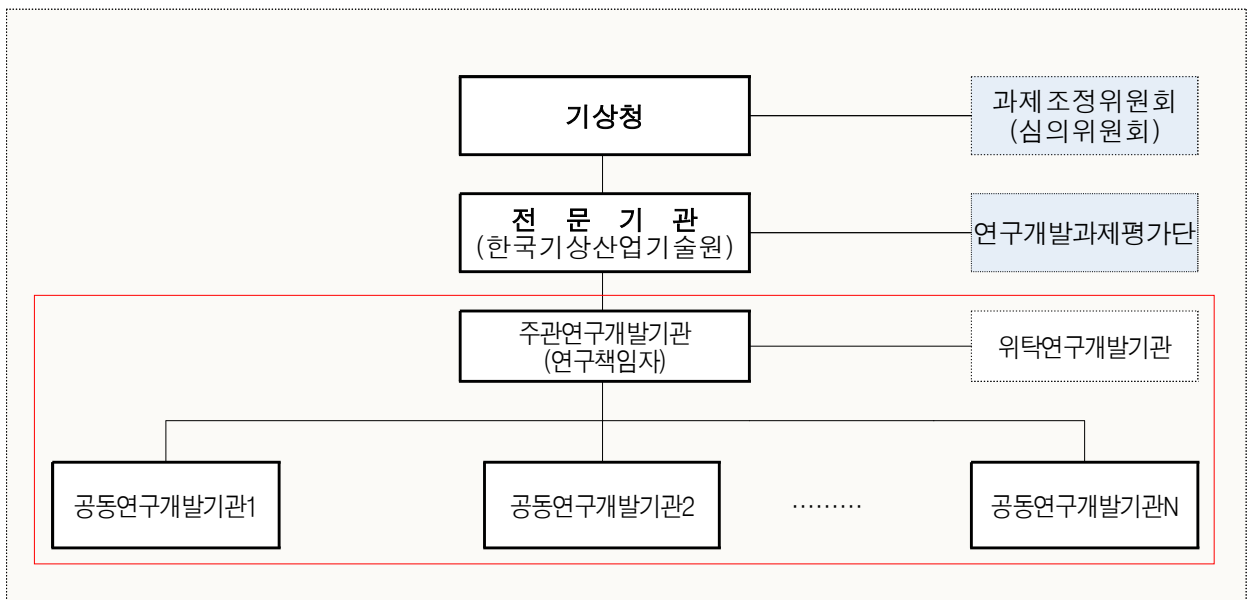 기상청
과제조정위원회
(심의위원회)
전 문 기 관
(한국기상산업기술원)
연구개발과제평가단
주관연구개발기관
(연구책임자)
위탁연구개발기관
공동연구개발기관1
공동연구개발기관2
………
공동연구개발기관N